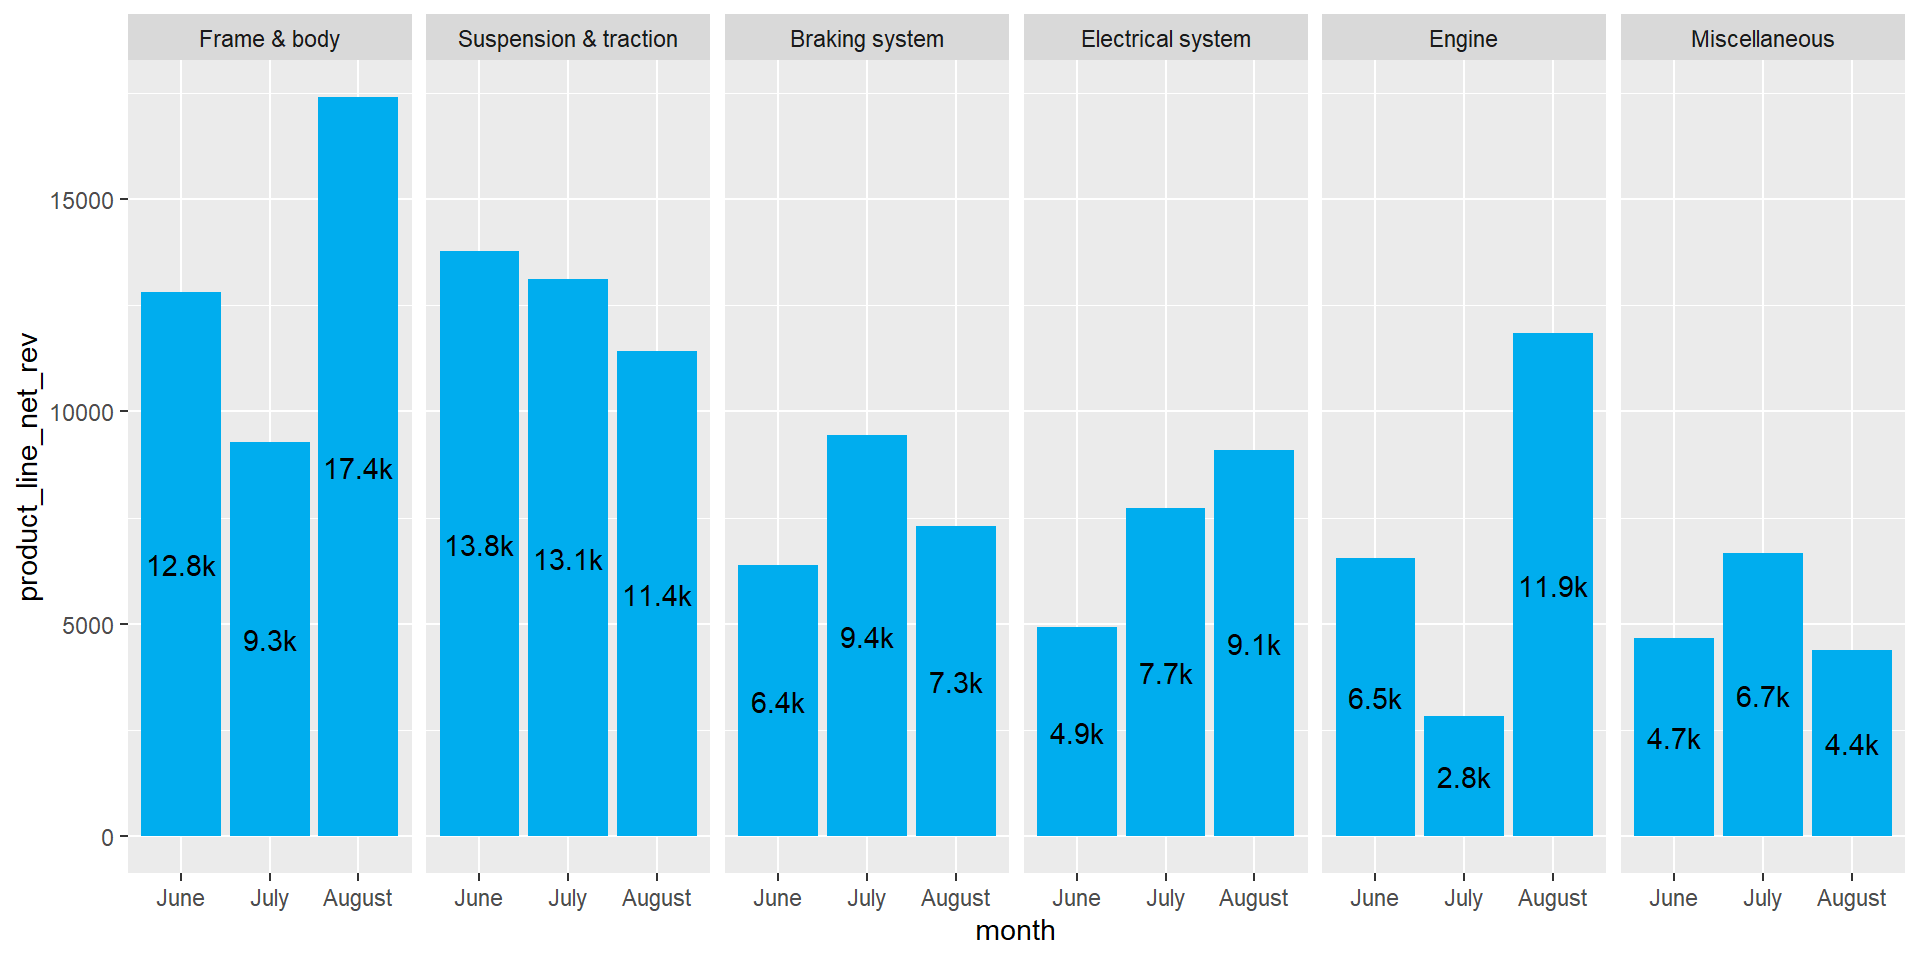 Frame & body
Suspension & traction
Braking system
Electrical system
Engine
Miscellaneous
product_line_net_rev
15000
10000
5000
0
12.8k
9.3k
17.4k
13.8k
13.1k
11.4k
6.4k
9.4k
7.3k
4.9k
7.7k
9.1k
6.5k
2.8k
11.9k
4.7k
6.7k
4.4k
June July August
June July August
June July August
June July August
June July August
June July August
month